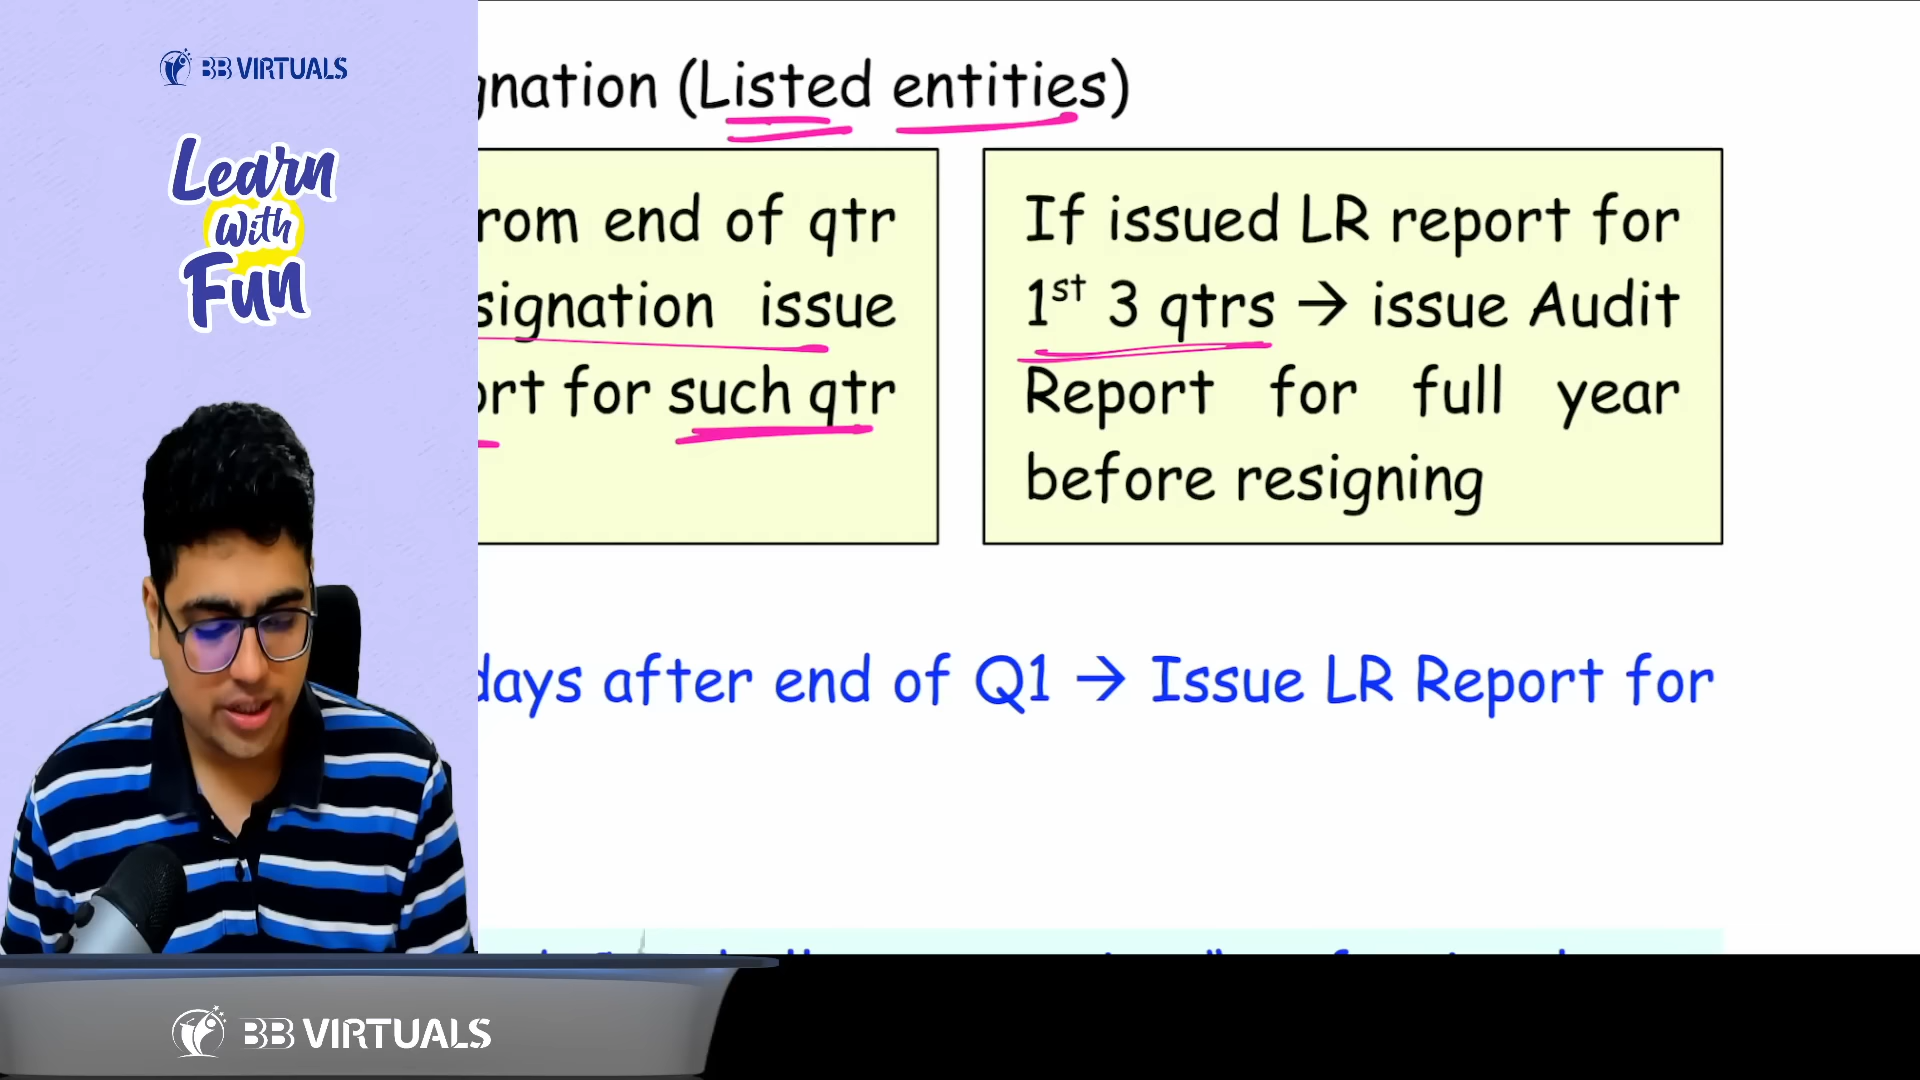 BB VIRTUALS
Learn
With
Fun
gnation (Listed entities)
rom end of qtr
signation issue
ort for such qtr
If issued LR report for
1st 3 qtrs → issue Audit
Report for full year
before resigning
days after end of Q1 → Issue LR Report for
BB VIRTUALS